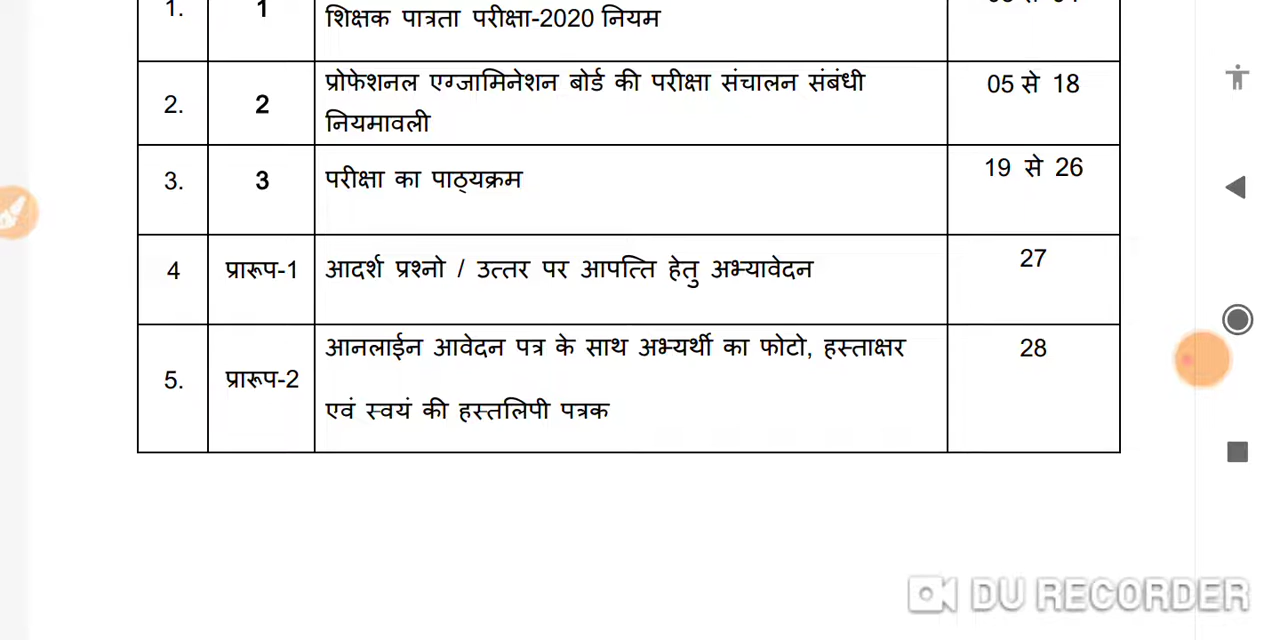 1. 1
शिक्षक पात्रता परीक्षा-2020 नियम
प्रोफेशनल एग्जामिनेशन बोर्ड की परीक्षा संचालन संबंधी 05 से 18
2. 2
नियमावली
3. 3 परीक्षा का पाठ्यक्रम 19 से 26
4 प्रारूप-1 आदर्श प्रश्नो / उत्तर पर आपत्ति हेतु अभ्यावेदन 27
आनलाईन आवेदन पत्र के साथ अभ्यर्थी का फोटो, हस्ताक्षर 28
5. प्रारूप-2
एवं स्वयं की हस्तलिपी पत्रक
DU RECORDER